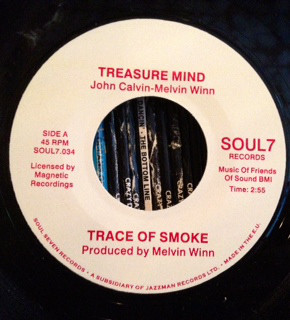 TREASURE MIND
John Calvin-Melvin Winn
SIDE A
45 RPM
SOUL7.034
Licensed by
Magnetic
Recordings
SOUL7
RECORDS
Music Of Friends
Of Sound BMI
Time: 2:55
THE BOTTOM LINE
TRACE OF SMOKE
Produced by Melvin Winn
SOUL SEVEN RECORDS • A SUBSIDIARY OF JAZZMAN RECORDS LTD. • MADE IN THE E.U.